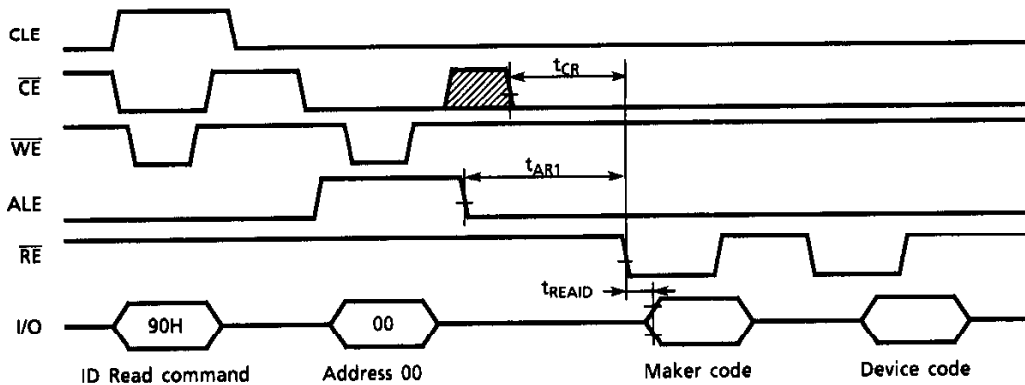 CLE
CE
tCR
WE
tAR1
ALE
RE
tREAID
I/O
90H
00
ID Read command
Address 00
Maker code
Device code